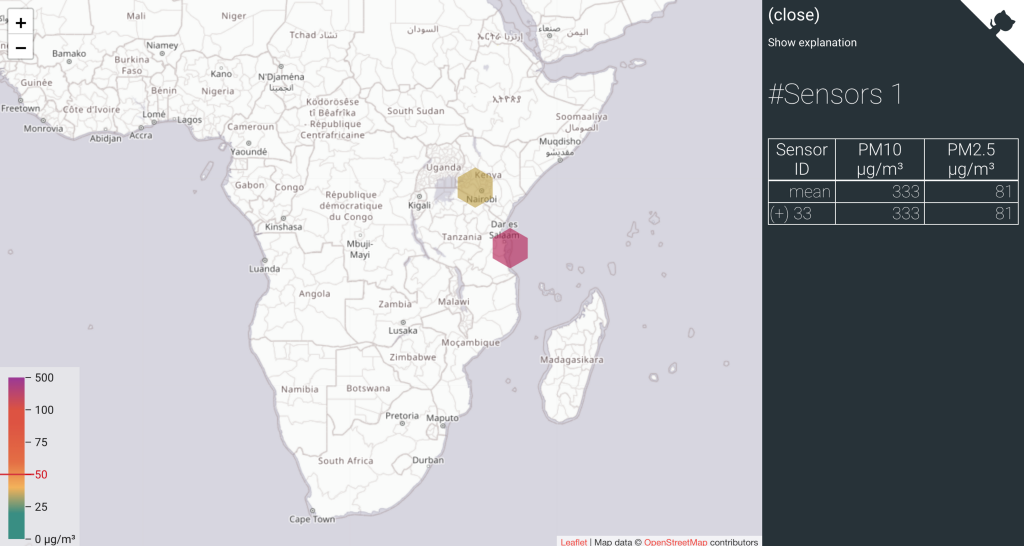 +
−
Mali
Niger
Tchad تشاد
السودان
صنعاء
اليمن
Bamako
Niamey
Burkina
Faso
Kano
N'Djaména
انجمينا
Guinée
Bénin
Nigeria
Ködörösêse
tî Bêafrîka
- République
Centrafricaine
South Sudan
Soomaaliya
الصومال
Freetown
Côte d'Ivoire
Lomé
Lagos
Monrovia
Abidjan
Accra
Cameroun
Yaoundé
Muqdisho
مقديشو
Uganda
Kenya
Gabon
Congo
République
démocratique
du Congo
Kigali
Nairobi
Kinshasa
Dar es
Salaam
Tanzania
Mbuji-
Mayi
Luanda
Angola
Zambia
Malawi
Lusaka
Moçambique
Zimbabwe
Madagasikara
Namibia
Botswana
Pretoria
Maputo
South Africa
Durban
Cape Town
500
100
75
50
25
0 µg/m³
Leaflet | Map data © OpenStreetMap contributors
(close)
Show explanation
#Sensors 1
Sensor ID PM10 µg/m³ PM2.5 µg/m³
mean 333 81
(+) 33 333 81